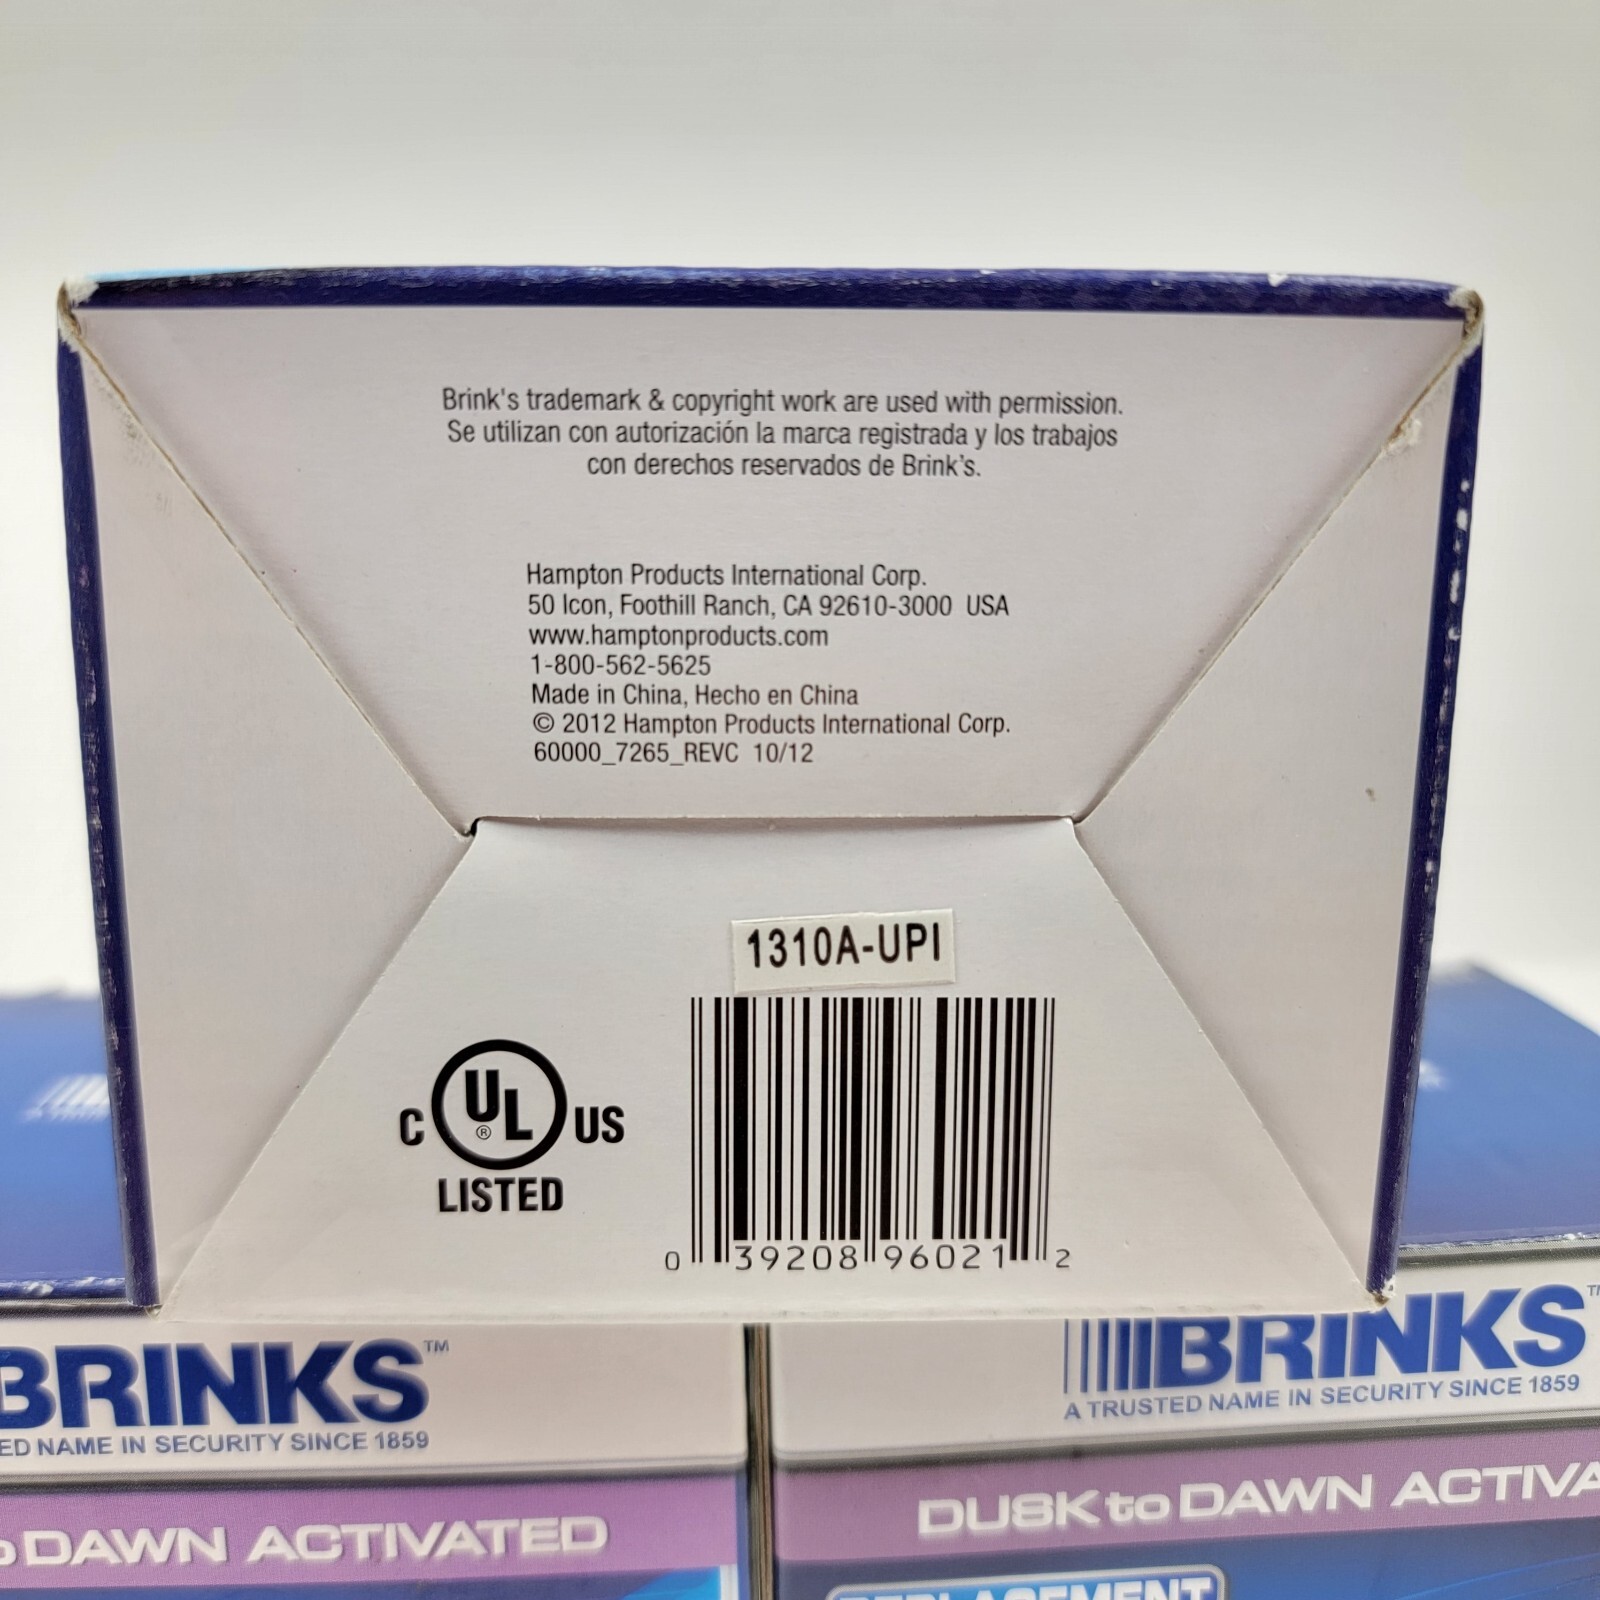 Brink's trademark & copyright work are used with permission.
Se utilizan con autorización la marca registrada y los trabajos
con derechos reservados de Brink's.
Hampton Products International Corp.
50 Icon, Foothill Ranch, CA 92610-3000 USA
www.hamptonproducts.com
1-800-562-5625
Made in China, Hecho en China
© 2012 Hampton Products International Corp.
60000_7265_REVC 10/12
1310A-UPI
C UL® US
LISTED
0 39208 96021 2
BRINKS™
ED NAME IN SECURITY SINCE 1859
o DAWN ACTIVATED
BRINKS™
A TRUSTED NAME IN SECURITY SINCE 1859
DUSK to DAWN ACTIVA
REPLACEMENT